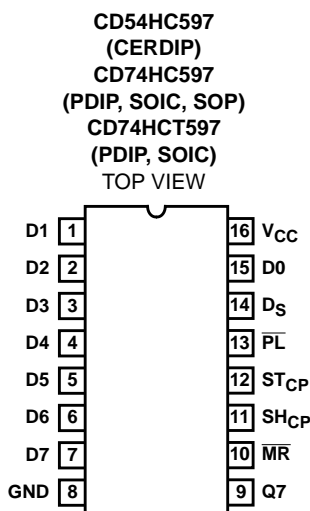 CD54HC597
(CERDIP)
CD74HC597
(PDIP, SOIC, SOP)
CD74HCT597
(PDIP, SOIC)
TOP VIEW
D1 1 16 VCC
D2 2 15 D0
D3 3 14 DS
D4 4 13 P̅L̅
D5 5 12 STCP
D6 6 11 SHCP
D7 7 10 M̅R̅
GND 8 9 Q7